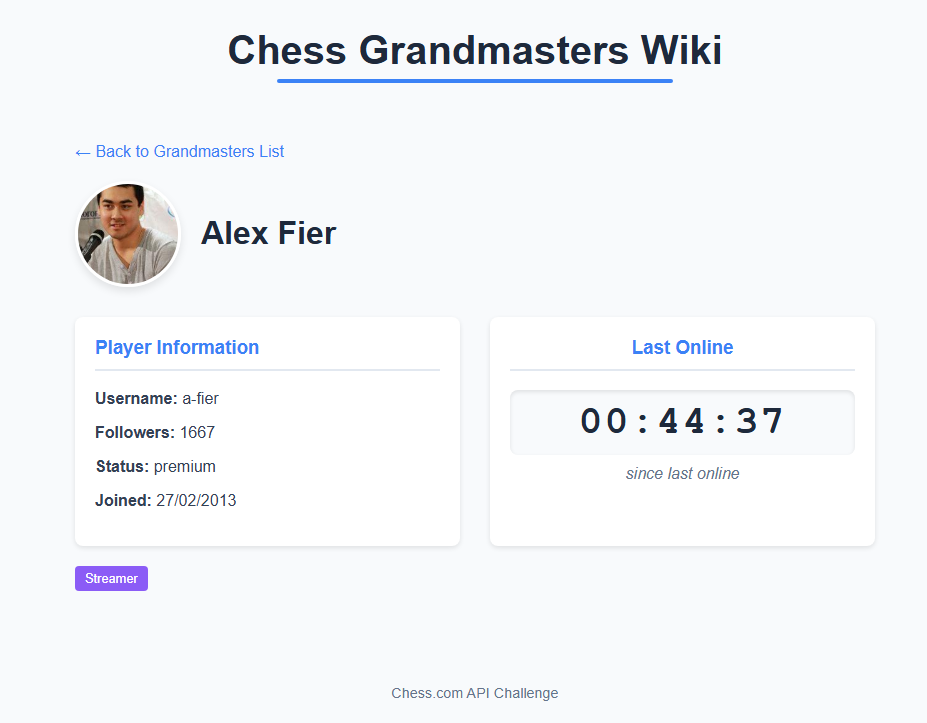 Chess Grandmasters Wiki
← Back to Grandmasters List
Alex Fier
Player Information
Username: a-fier
Followers: 1667
Status: premium
Joined: 27/02/2013
Last Online
00:44:37
since last online
Streamer
Chess.com API Challenge